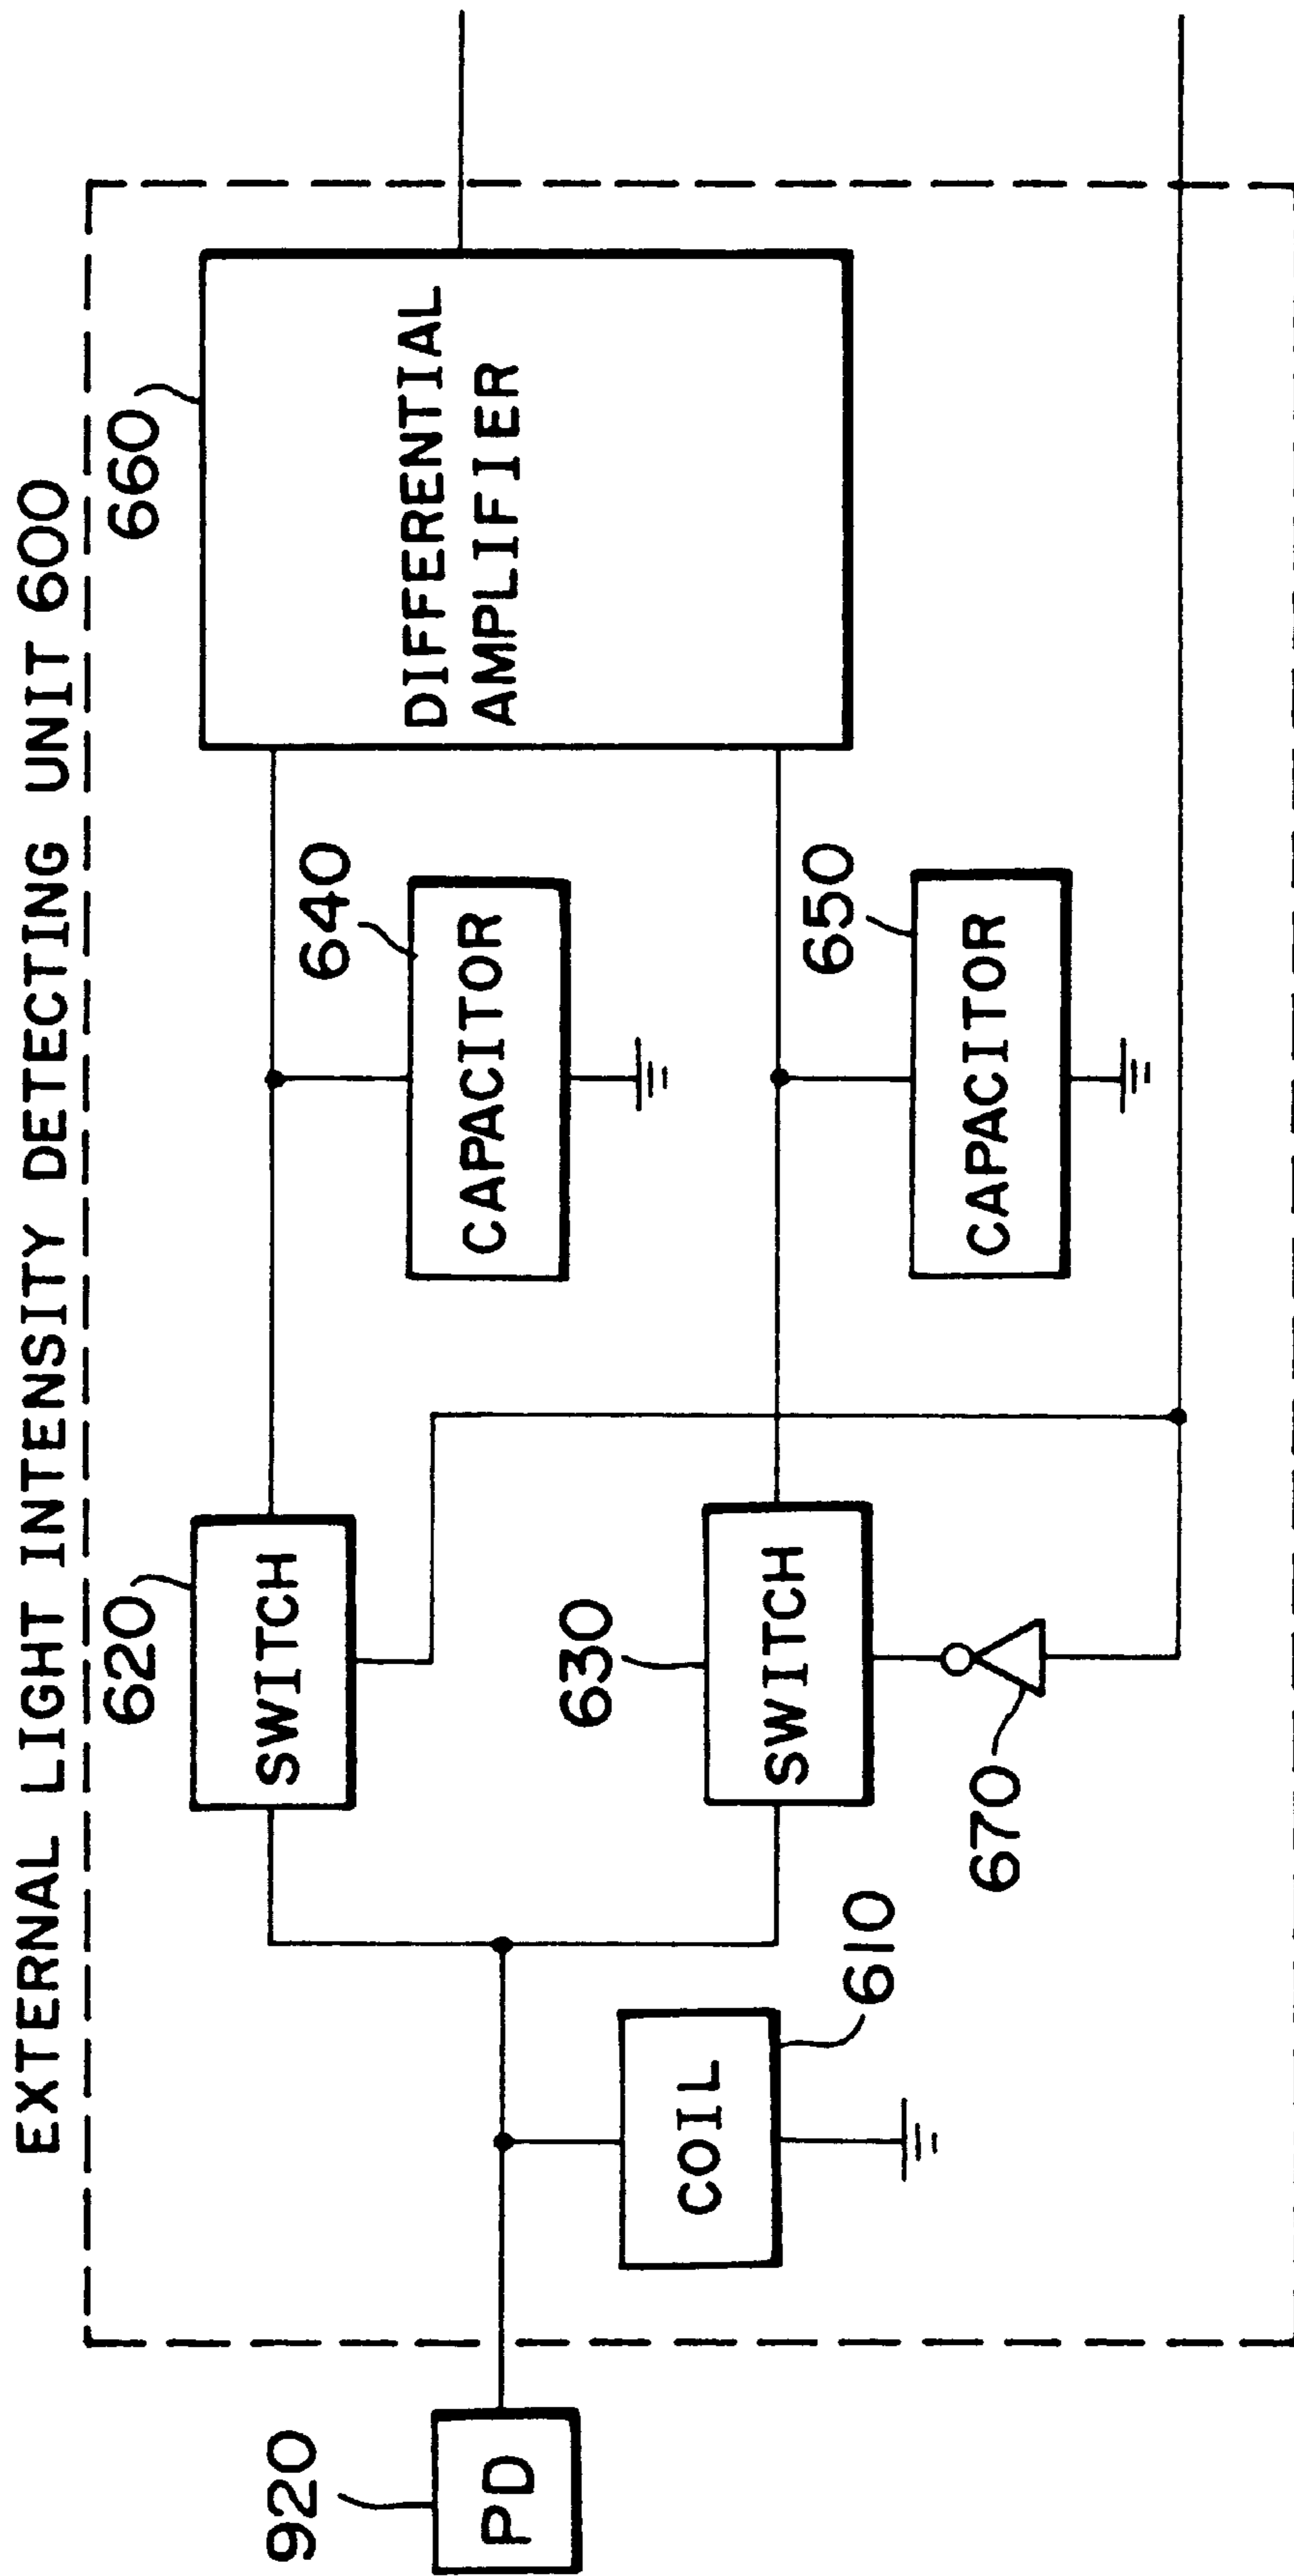 EXTERNAL LIGHT INTENSITY DETECTING UNIT 600
920
PD
COIL
610
620
SWITCH
630
SWITCH
670
640
CAPACITOR
650
CAPACITOR
660
DIFFERENTIAL
AMPLIFIER